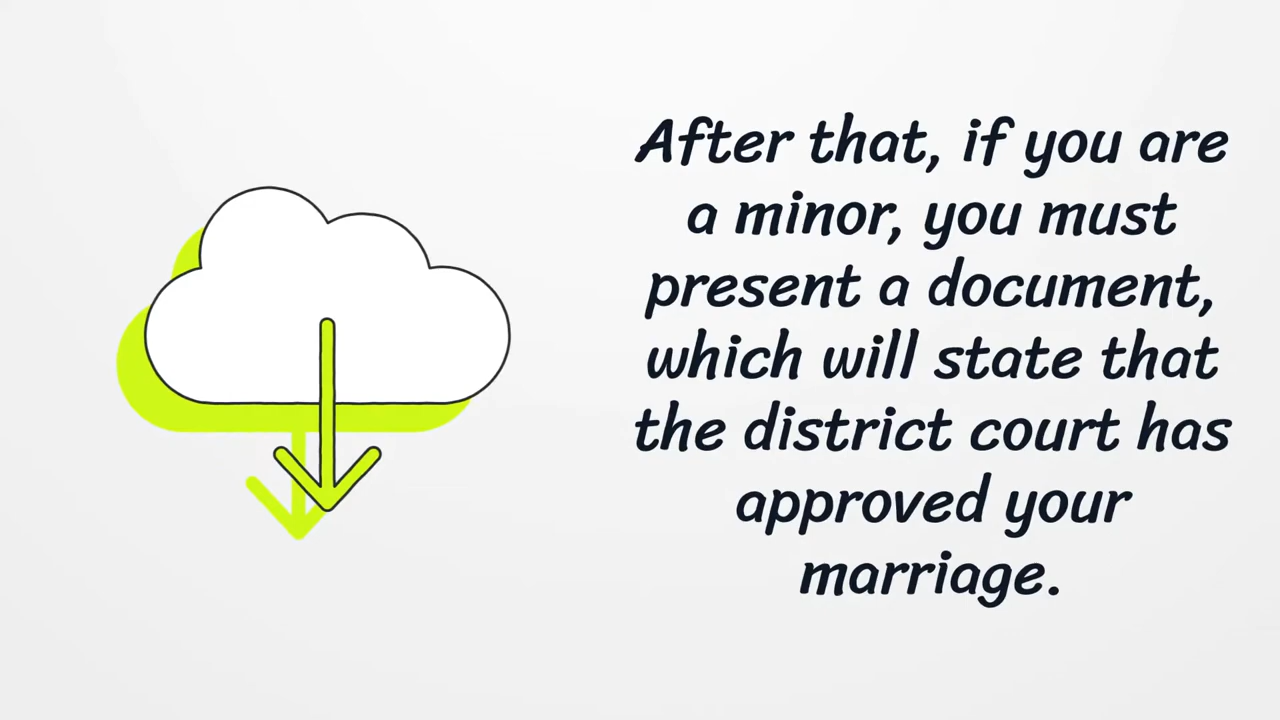 After that, if you are
a minor, you must
present a document,
which will state that
the district court has
approved your
marriage.